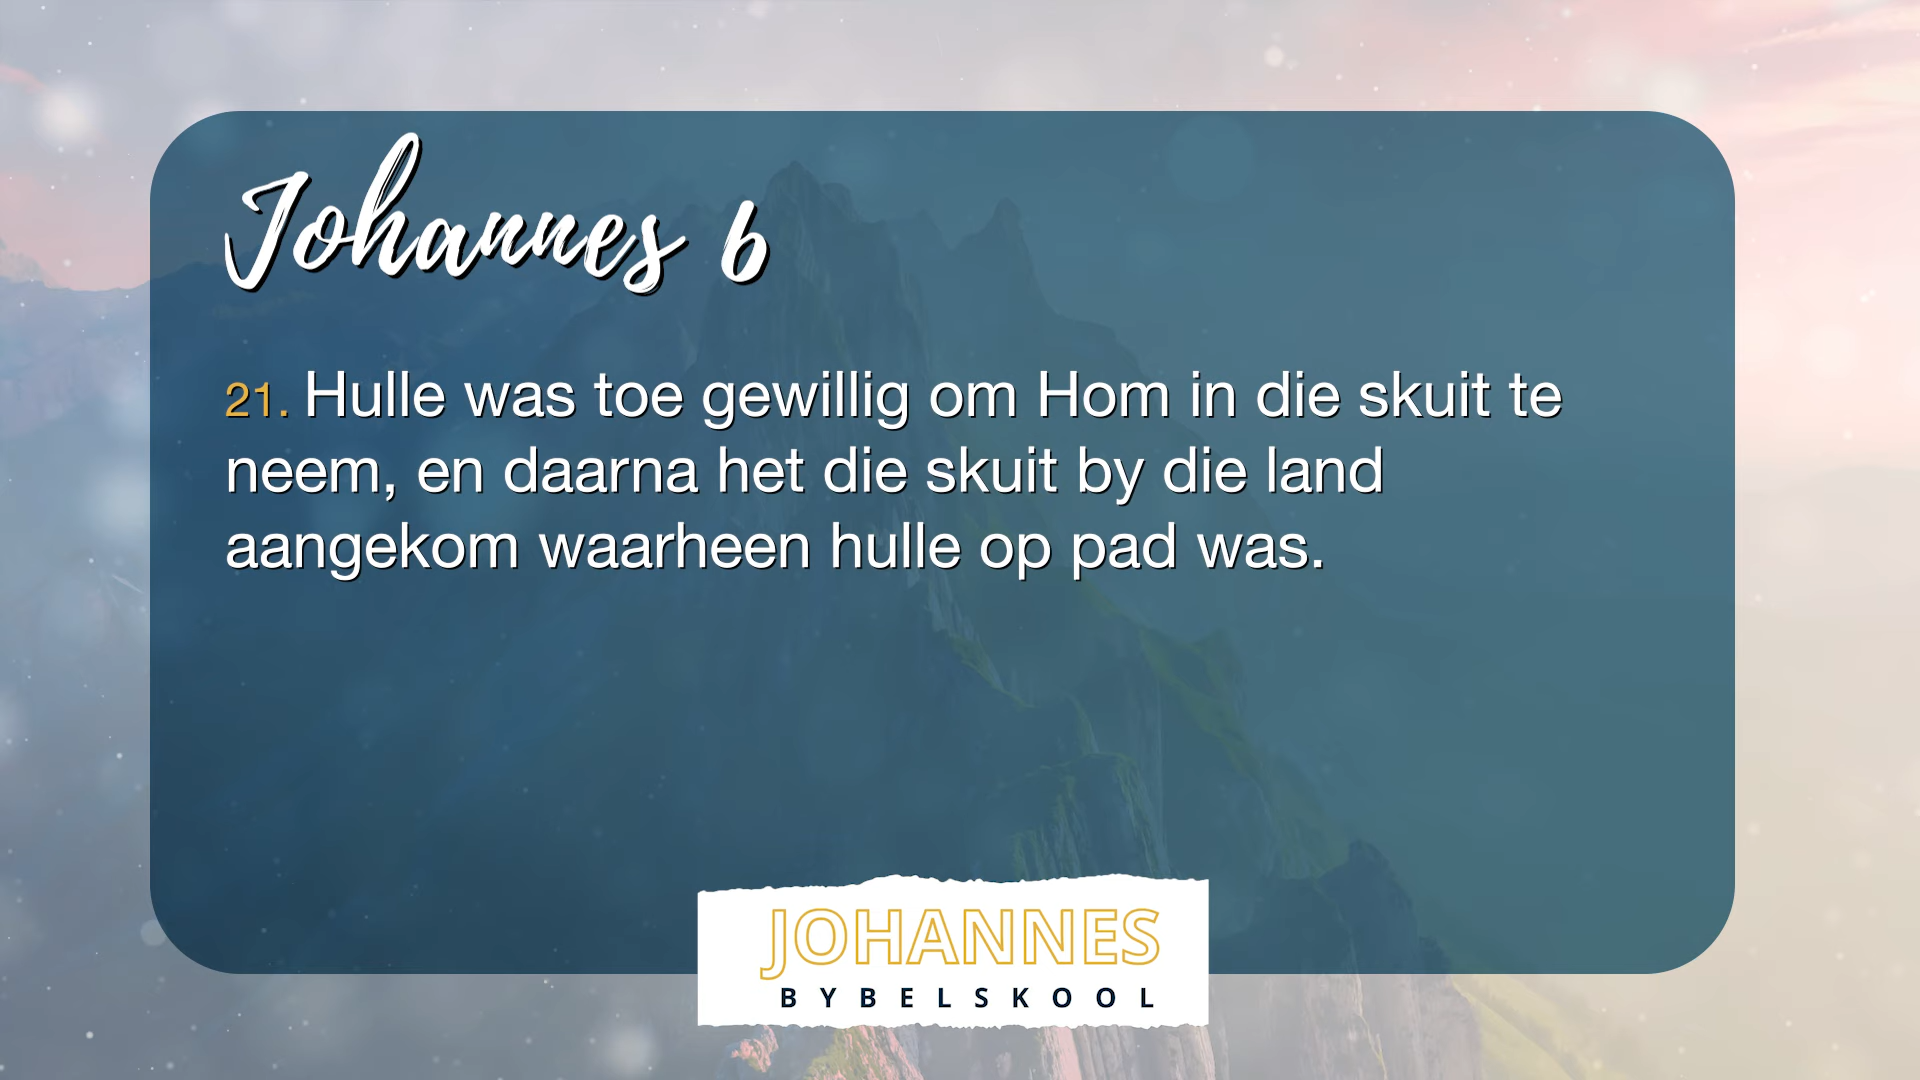 Johannes 6
21. Hulle was toe gewillig om Hom in die skuit te
neem, en daarna het die skuit by die land
aangekom waarheen hulle op pad was.
JOHANNES
BYBELSKOOL